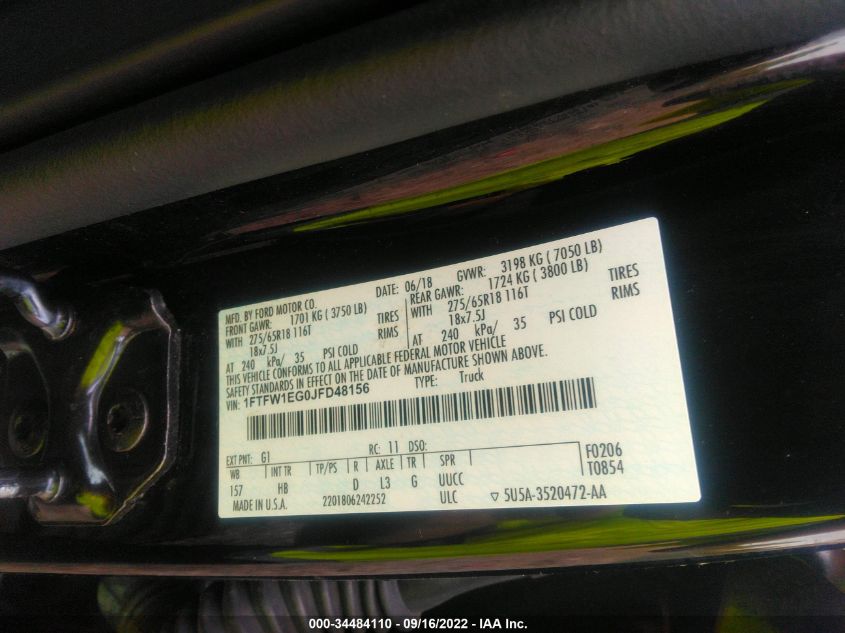 MFD. BY FORD MOTOR CO. DATE: 06/18 GVWR: 3198 KG ( 7050 LB)
FRONT GAWR: 1701 KG ( 3750 LB) REAR GAWR: 1724 KG ( 3800 LB)
WITH 275/65R18 116T TIRES WITH 275/65R18 116T TIRES
18x7.5J RIMS 18x7.5J RIMS
AT 240 kPa/ 35 PSI COLD AT 240 kPa/ 35 PSI COLD
THIS VEHICLE CONFORMS TO ALL APPLICABLE FEDERAL MOTOR VEHICLE
SAFETY STANDARDS IN EFFECT ON THE DATE OF MANUFACTURE SHOWN ABOVE.
VIN: 1FTFW1EG0JFD48156 TYPE: Truck
EXT PNT: G1 RC: 11 DSO: F0206
WB INT TR TP/PS R AXLE TR SPR T0854
157 HB D L3 G UUCC
MADE IN U.S.A. 2201806242252 ULC ▽ 5U5A-3520472-AA
000-34484110 - 09/16/2022 - IAA Inc.